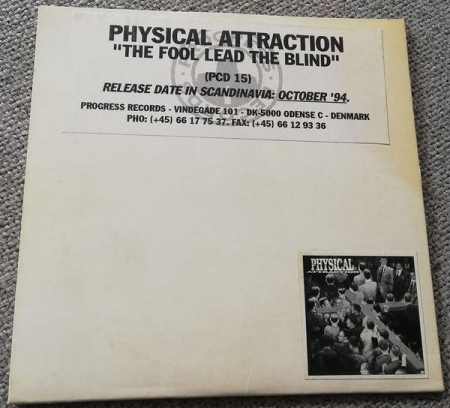 PHYSICAL ATTRACTION
"THE FOOL LEAD THE BLIND"
(PCD 15)
RELEASE DATE IN SCANDINAVIA: OCTOBER '94.
PROGRESS RECORDS - VINDEGADE 101 - DK-5000 ODENSE C - DENMARK
PHO: (+45) 66 17 75 37. FAX: (+45) 66 12 93 36
PHYSICAL
ATTRACTION